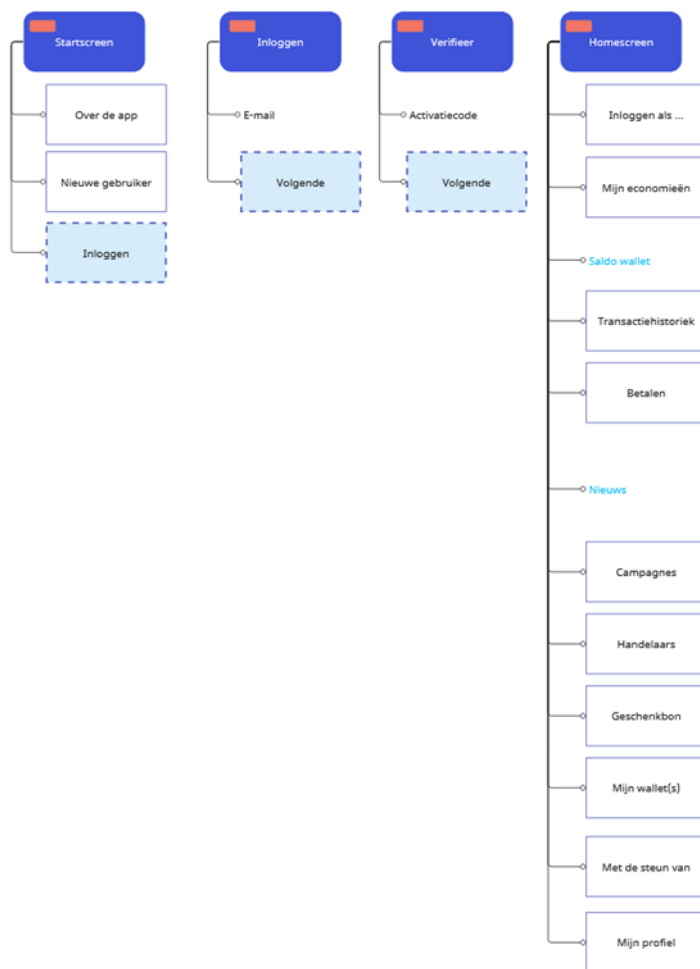 Startscreen
Over de app
Nieuwe gebruiker
Inloggen
Inloggen
E-mail
Volgende
Verifieer
Activatiecode
Volgende
Homescreen
Inloggen als ...
Mijn economieën
Saldo wallet
Transactiehistoriek
Betalen
Nieuws
Campagnes
Handelaars
Geschenkbon
Mijn wallet(s)
Met de steun van
Mijn profiel